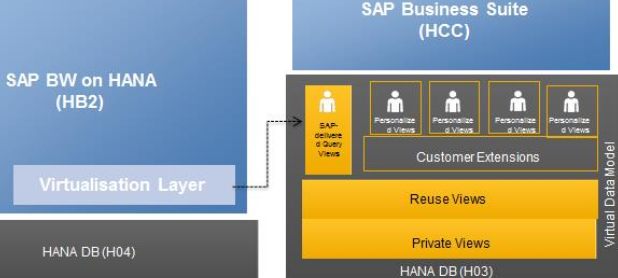 SAP Business Suite
(HCC)
SAP BW on HANA
(HB2)
Virtualisation Layer
HANA DB (H04)
SAP-
delivere
d Query
Views
Personalize
d Views
Personalize
d Views
Personalize
d Views
Personalize
d Views
Customer Extensions
Reuse Views
Private Views
HANA DB (H03)
Virtual Data Model